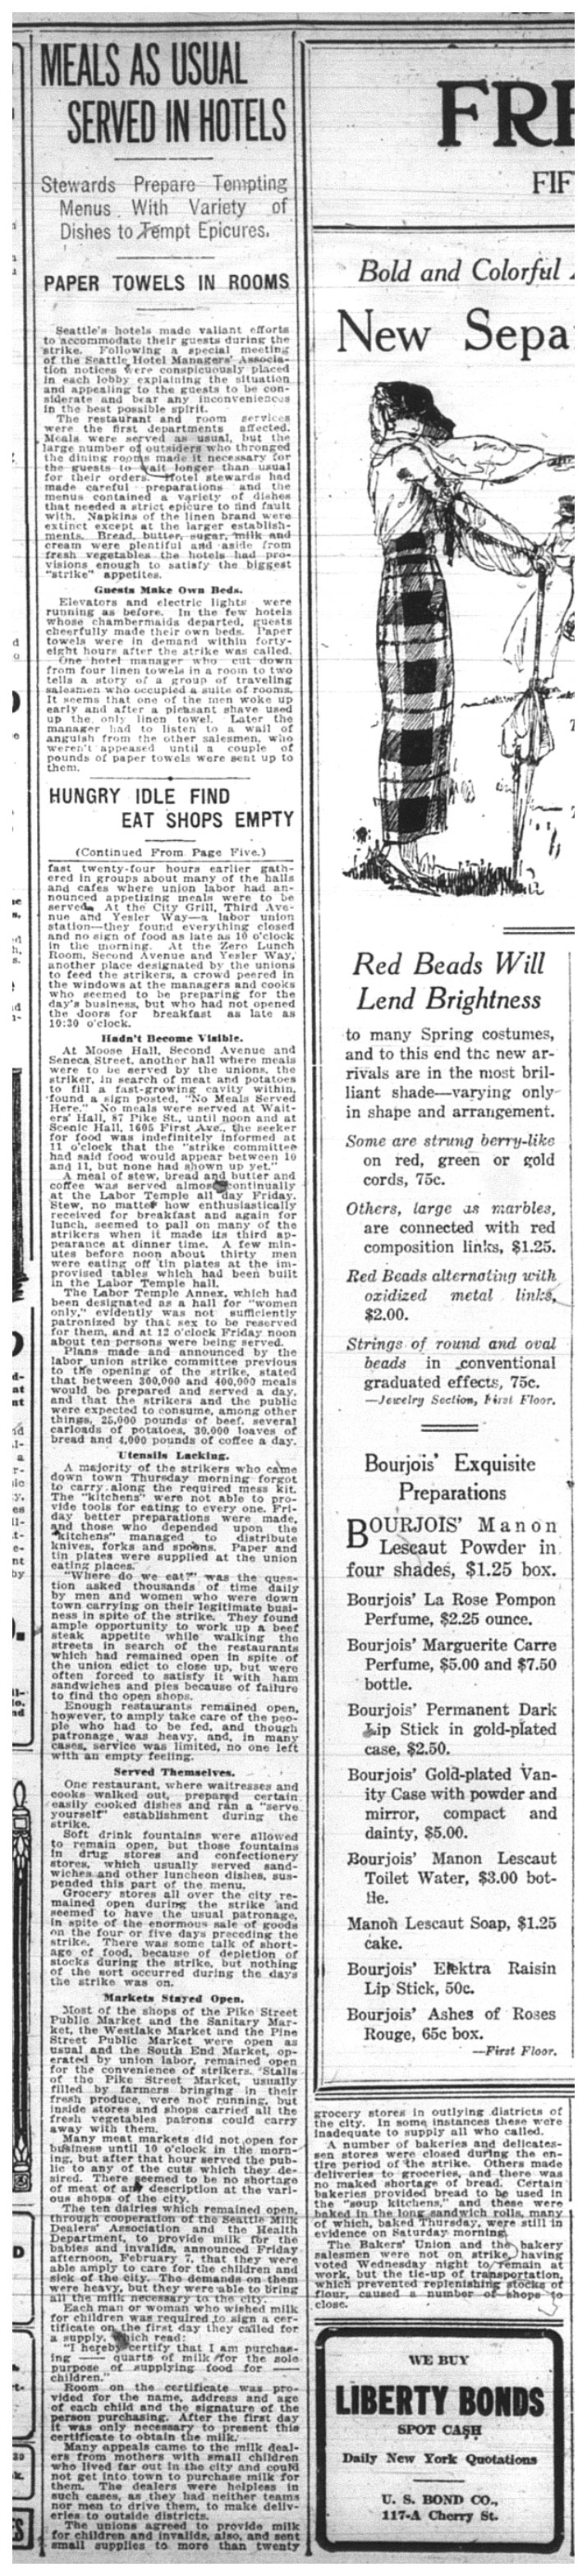 MEALS AS USUAL
SERVED IN HOTELS
Stewards Prepare Tempting
Menus With Variety of
Dishes to Tempt Epicures.
PAPER TOWELS IN ROOMS
Seattle's hotels made valiant efforts
to accommodate their guests during the
strike. Following a special meeting
of the Seattle Hotel Managers' Associa-
tion notices were conspicuously placed
in each lobby explaining the situation
and appealing to the guests to be con-
siderate and bear any inconveniences
in the best possible spirit.
The restaurant and room services
were the first departments affected.
Meals were served as usual, but the
large number of outsiders who thronged
the dining rooms made it necessary for
the guests to wait longer than usual
for their orders. Hotel stewards had
made careful preparations and the
menus contained a variety of dishes
that needed a strict epicure to find fault
with. Napkins of the linen brand were
extinct except at the larger establish-
ments. Bread, butter, sugar, milk and
cream were plentiful and aside from
fresh vegetables the hotels had pro-
visions enough to satisfy the biggest
"strike" appetites.
Guests Make Own Beds.
Elevators and electric lights were
running as before. In the few hotels
whose chambermaids departed, guests
cheerfully made their own beds. Paper
towels were in demand within forty-
eight hours after the strike was called.
One hotel manager who cut down
from four linen towels in a room to two
tells a story of a group of traveling
salesmen who occupied a suite of rooms.
It seems that one of the men woke up
early and after a pleasant shave used
up the only linen towel. Later the
manager had to listen to a wail of
anguish from the other salesmen, who
weren't appeased until a couple of
pounds of paper towels were sent up to
them.
HUNGRY IDLE FIND
EAT SHOPS EMPTY
(Continued From Page Five.)
fast twenty-four hours earlier gath-
ered in groups about many of the halls
and cafes where union labor had an-
nounced appetizing meals were to be
served. At the City Grill, Third Ave-
nue and Yesler Way—a labor union
station—they found everything closed
and no sign of food as late as 10 o'clock
in the morning. At the Zero Lunch
Room, Second Avenue and Yesler Way,
another place designated by the unions
to feed the strikers, a crowd peered in
the windows at the managers and cooks
who seemed to be preparing for the
day's business, but who had not opened
the doors for breakfast as late as
10:30 o'clock.
Hadn't Become Visible.
At Moose Hall, Second Avenue and
Seneca Street, another hall where meals
were to be served by the unions, the
striker, in search of meat and potatoes
to fill a fast-growing cavity within,
found a sign posted, "No Meals Served
Here." No meals were served at Wait-
ers' Hall, 87 Pike St., until noon and at
Scenic Hall, 1605 First Ave., the seeker
for food was indefinitely informed at
11 o'clock that the "strike committee
had said food would appear between 10
and 11, but none had shown up yet."
A meal of stew, bread and butter and
coffee was served almost continually
at the Labor Temple all day Friday.
Stew, no matter how enthusiastically
received for breakfast and again for
lunch, seemed to pall on many of the
strikers when it made its third ap-
pearance at dinner time. A few min-
utes before noon about thirty men
were eating off tin plates at the im-
provised tables which had been built
in the Labor Temple hall.
The Labor Temple Annex, which had
been designated as a hall for "women
only," evidently was not sufficiently
patronized by that sex to be reserved
for them, and at 12 o'clock Friday noon
about ten persons were being served.
Plans made and announced by the
labor union strike committee previous
to the opening of the strike, stated
that between 300,000 and 400,000 meals
would be prepared and served a day,
and that the strikers and the public
were expected to consume, among other
things, 25,000 pounds of beef, several
carloads of potatoes, 30,000 loaves of
bread and 4,000 pounds of coffee a day.
Utensils Lacking.
A majority of the strikers who came
down town Thursday morning forgot
to carry along the required mess kit.
The "kitchens" were not able to pro-
vide tools for eating to every one. Fri-
day better preparations were made,
and those who depended upon the
"kitchens" managed to distribute
knives, forks and spoons. Paper and
tin plates were supplied at the union
eating places.
"Where do we eat?" was the ques-
tion asked thousands of time daily
by men and women who were down
town carrying on their legitimate busi-
ness in spite of the strike. They found
ample opportunity to work up a beef
steak appetite while walking the
streets in search of the restaurants
which had remained open in spite of
the union edict to close up, but were
often forced to satisfy it with ham
sandwiches and pies because of failure
to find the open shops.
Enough restaurants remained open,
however, to amply take care of the peo-
ple who had to be fed, and though
patronage was heavy, and, in many
cases, service was limited, no one left
with an empty feeling.
Served Themselves.
One restaurant, where waitresses and
cooks walked out, prepared certain
easily cooked dishes and ran a "serve
yourself" establishment during the
strike.
Soft drink fountains were allowed
to remain open, but those fountains
in drug stores and confectionery
stores, which usually served sand-
wiches and other luncheon dishes, sus-
pended this part of the menu.
Grocery stores all over the city re-
mained open during the strike and
seemed to have the usual patronage,
in spite of the enormous sale of goods
on the four or five days preceding the
strike. There was some talk of short-
age of food, because of depletion of
stocks during the strike, but nothing
of the sort occurred during the days
the strike was on.
Markets Stayed Open.
Most of the shops of the Pike Street
Public Market and the Sanitary Mar-
ket, the Westlake Market and the Pine
Street Public Market were open as
usual and the South End Market, op-
erated by union labor, remained open
for the convenience of strikers. Stalls
of the Pike Street Market, usually
filled by farmers bringing in their
fresh produce, were not running, but
inside stores and shops carried all the
fresh vegetables patrons could carry
away with them.
Many meat markets did not open for
business until 10 o'clock in the morn-
ing, but after that hour served the pub-
lic to any of the cuts which they de-
sired. There seemed to be no shortage
of meat of any description at the vari-
ous shops of the city.
The ten dairies which remained open,
through cooperation of the Seattle Milk
Dealers' Association and the Health
Department, to provide milk for the
babies and invalids, announced Friday
afternoon, February 7, that they were
able amply to care for the children and
sick of the city. The demands on them
were heavy, but they were able to bring
all the milk necessary to the city.
Each man or woman who wished milk
for children was required to sign a cer-
tificate on the first day they called for
a supply, which read:
"I hereby certify that I am purchas-
ing — quarts of milk for the sole
purpose of supplying food for —
children."
Room on the certificate was pro-
vided for the name, address and age
of each child and the signature of the
person purchasing. After the first day
it was only necessary to present this
certificate to obtain the milk.
Many appeals came to the milk deal-
ers from mothers with small children
who lived far out in the city and could
not get into town to purchase milk for
them. The dealers were helpless in
such cases, as they had neither teams
nor men to drive them, to make deliv-
eries to outside districts.
The unions agreed to provide milk
for children and invalids, also, and sent
small supplies to more than twenty
FRE
FIF
Bold and Colorful
New Sepa
Red Beads Will
Lend Brightness
to many Spring costumes,
and to this end the new ar-
rivals are in the most bril-
liant shade—varying only
in shape and arrangement.
Some are strung berry-like
on red, green or gold
cords, 75c.
Others, large as marbles,
are connected with red
composition links, $1.25.
Red Beads alternating with
oxidized metal links,
$2.00.
Strings of round and oval
beads in conventional
graduated effects, 75c.
—Jewelry Section, First Floor.
Bourjois' Exquisite
Preparations
BOURJOIS' Manon
Lescaut Powder in
four shades, $1.25 box.
Bourjois' La Rose Pompon
Perfume, $2.25 ounce.
Bourjois' Marguerite Carre
Perfume, $5.00 and $7.50
bottle.
Bourjois' Permanent Dark
Lip Stick in gold-plated
case, $2.50.
Bourjois' Gold-plated Van-
ity Case with powder and
mirror, compact and
dainty, $5.00.
Bourjois' Manon Lescaut
Toilet Water, $3.00 bot-
tle.
Manon Lescaut Soap, $1.25
cake.
Bourjois' Elektra Raisin
Lip Stick, 50c.
Bourjois' Ashes of Roses
Rouge, 65c box.
—First Floor.
grocery stores in outlying districts of
the city. In some instances these were
inadequate to supply all who called.
A number of bakeries and delicates-
sen stores were closed during the en-
tire period of the strike. Others made
deliveries to groceries, and there was
no maked shortage of bread. Certain
bakeries provided bread to be used in
the "soup kitchens," and these were
baked in the long sandwich rolls, many
of which, baked Thursday, were still in
evidence on Saturday morning.
The Bakers' Union and the bakery
salesmen were not on strike, having
voted Wednesday night to remain at
work, but the tie-up of transportation,
which prevented replenishing stocks of
flour, caused a number of shops to
close.
WE BUY
LIBERTY BONDS
SPOT CASH
Daily New York Quotations
U. S. BOND CO.,
117-A Cherry St.